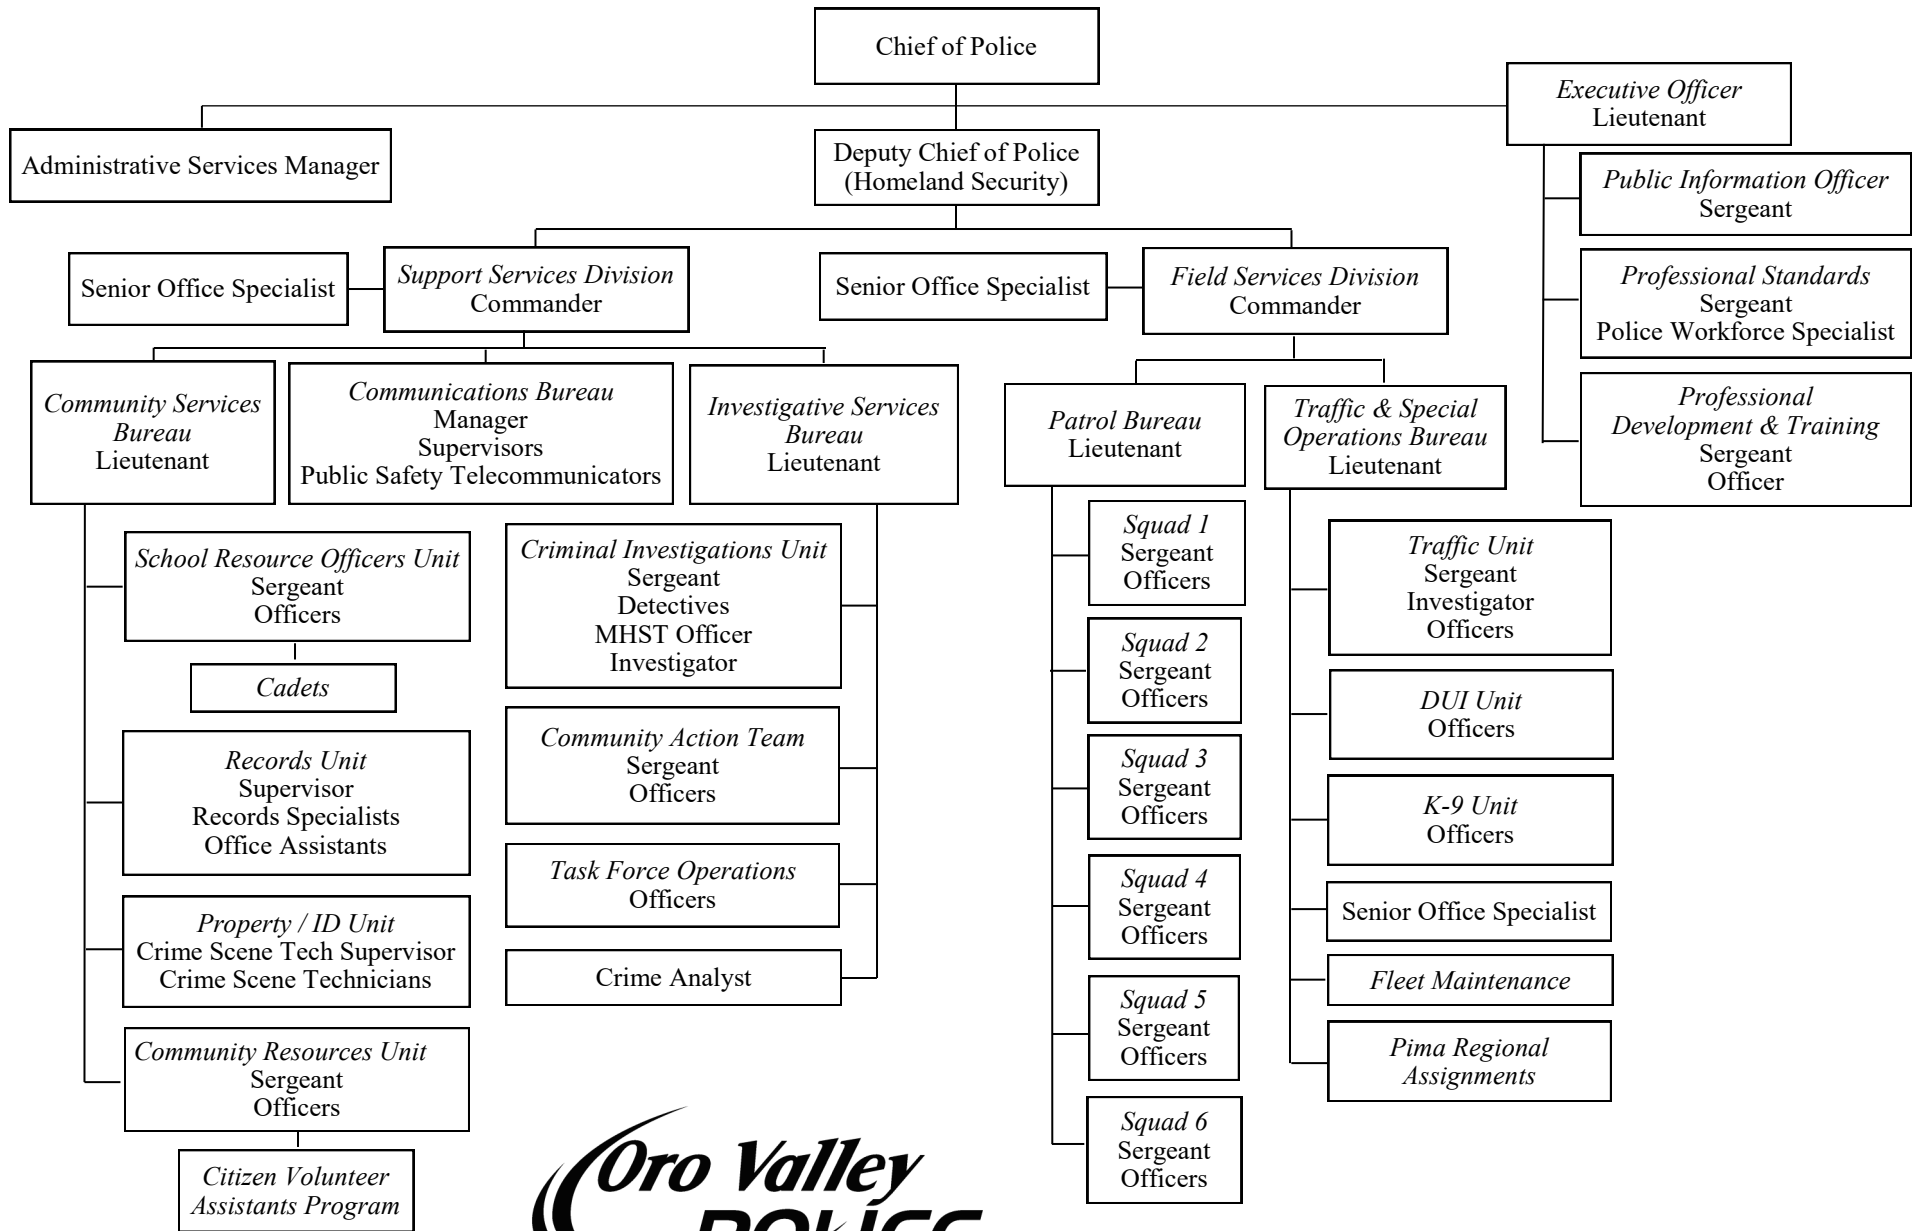 Chief of Police
Executive Officer
Lieutenant
Administrative Services Manager
Deputy Chief of Police
(Homeland Security)
Public Information Officer
Sergeant
Professional Standards
Sergeant
Police Workforce Specialist
Professional
Development & Training
Sergeant
Officer
Senior Office Specialist
Support Services Division
Commander
Senior Office Specialist
Field Services Division
Commander
Community Services
Bureau
Lieutenant
Communications Bureau
Manager
Supervisors
Public Safety Telecommunicators
Investigative Services
Bureau
Lieutenant
Patrol Bureau
Lieutenant
Traffic & Special
Operations Bureau
Lieutenant
School Resource Officers Unit
Sergeant
Officers
Cadets
Records Unit
Supervisor
Records Specialists
Office Assistants
Property / ID Unit
Crime Scene Tech Supervisor
Crime Scene Technicians
Community Resources Unit
Sergeant
Officers
Citizen Volunteer
Assistants Program
Criminal Investigations Unit
Sergeant
Detectives
MHST Officer
Investigator
Community Action Team
Sergeant
Officers
Task Force Operations
Officers
Crime Analyst
Squad 1
Sergeant
Officers
Squad 2
Sergeant
Officers
Squad 3
Sergeant
Officers
Squad 4
Sergeant
Officers
Squad 5
Sergeant
Officers
Squad 6
Sergeant
Officers
Traffic Unit
Sergeant
Investigator
Officers
DUI Unit
Officers
K-9 Unit
Officers
Senior Office Specialist
Fleet Maintenance
Pima Regional
Assignments
Oro Valley
POLICE